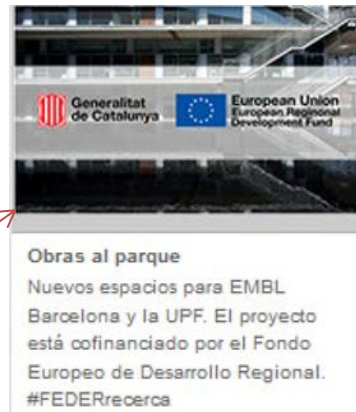 Generalitat
de Catalunya
European Union
European Reginonal
Development Fund
Obras al parque
Nuevos espacios para EMBL
Barcelona y la UPF. El proyecto
está cofinanciado por el Fondo
Europeo de Desarrollo Regional.
#FEDERrecerca